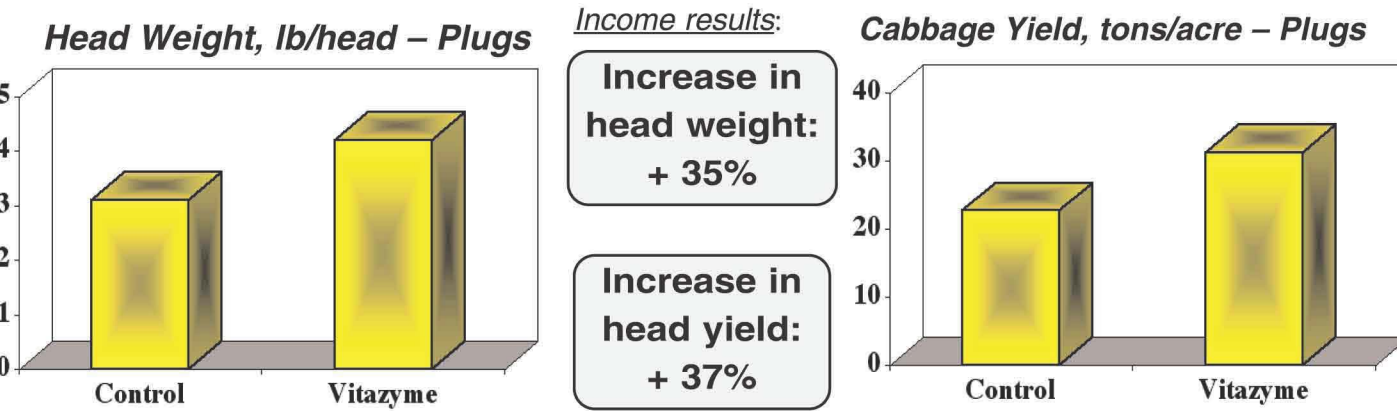 Head Weight, lb/head – Plugs
5
4
3
2
1
0
Control Vitazyme
Income results:
Increase in
head weight:
+ 35%
Increase in
head yield:
+ 37%
Cabbage Yield, tons/acre – Plugs
40
30
20
10
0
Control Vitazyme